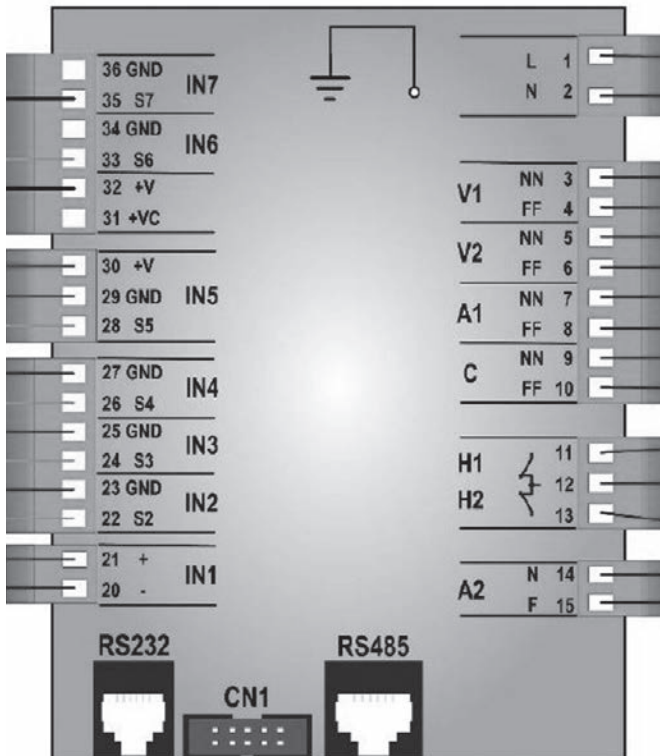 36 GND
35 S7
IN7
34 GND
33 S6
IN6
32 +V
31 +VC
30 +V
29 GND
28 S5
IN5
27 GND
26 S4
IN4
25 GND
24 S3
IN3
23 GND
22 S2
IN2
21 +
20 -
IN1
L 1
N 2
V1
NN 3
FF 4
V2
NN 5
FF 6
A1
NN 7
FF 8
C
NN 9
FF 10
H1
H2
11
12
13
A2
N 14
F 15
RS232
CN1
RS485